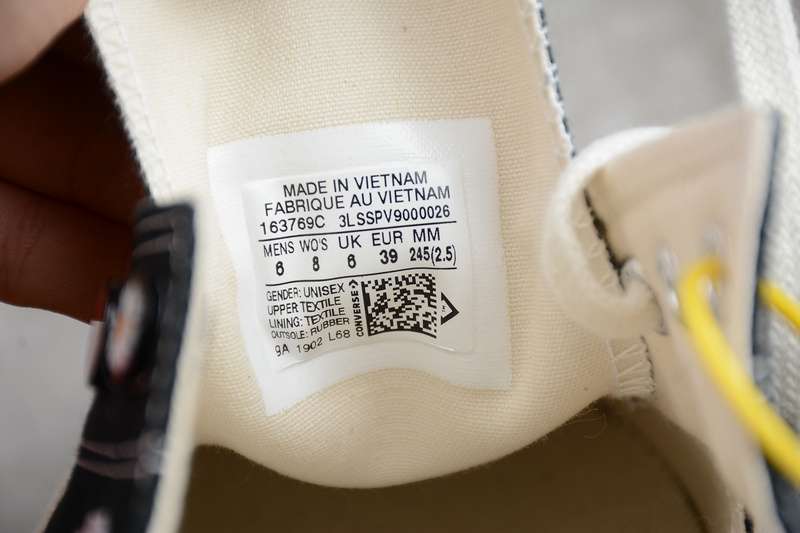 MADE IN VIETNAM
FABRIQUE AU VIETNAM
163769C 3LSSPV9000026
MENS WO'S UK EUR MM
6 8 6 39 245(2.5)
GENDER: UNISEX
UPPER TEXTILE
LINING: TEXTILE
OUTSOLE: RUBBER
9A 1902 L68
CONVERSE